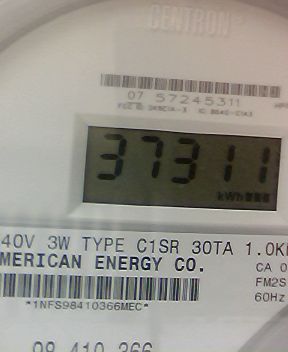 CENTRON
07 57245311
37311
kWh
40V 3W TYPE C1SR 30TA 1.0K
MERICAN ENERGY CO.
CA 0
FM2S
60Hz
*1NFS98410366MEC*
98 410 366